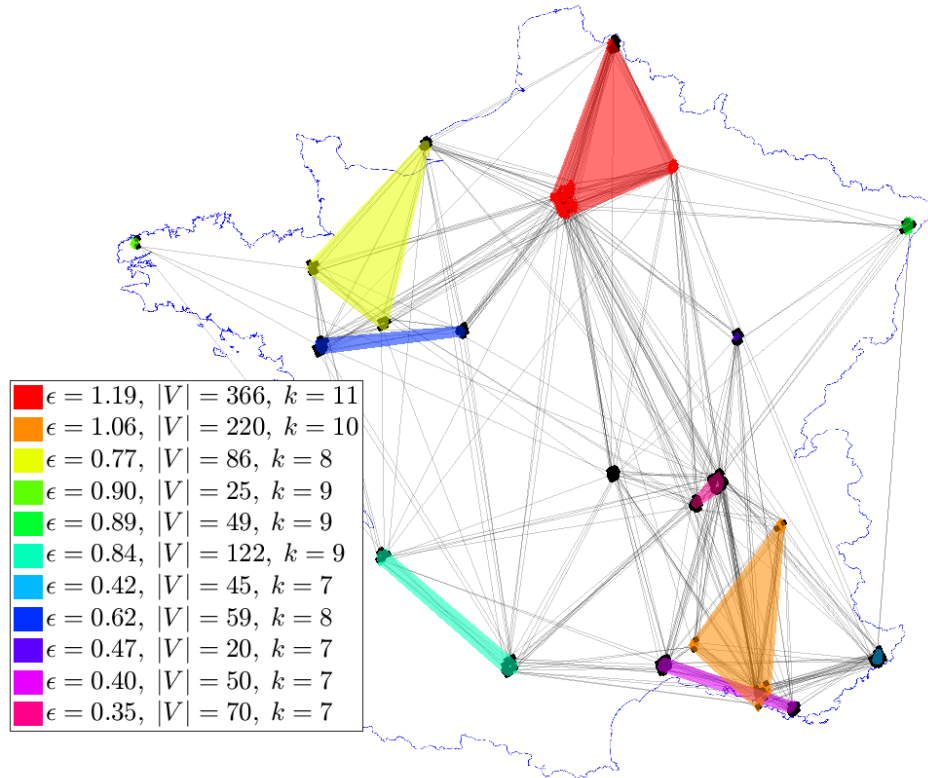 ϵ = 1.19, |V| = 366, k = 11
ϵ = 1.06, |V| = 220, k = 10
ϵ = 0.77, |V| = 86, k = 8
ϵ = 0.90, |V| = 25, k = 9
ϵ = 0.89, |V| = 49, k = 9
ϵ = 0.84, |V| = 122, k = 9
ϵ = 0.42, |V| = 45, k = 7
ϵ = 0.62, |V| = 59, k = 8
ϵ = 0.47, |V| = 20, k = 7
ϵ = 0.40, |V| = 50, k = 7
ϵ = 0.35, |V| = 70, k = 7